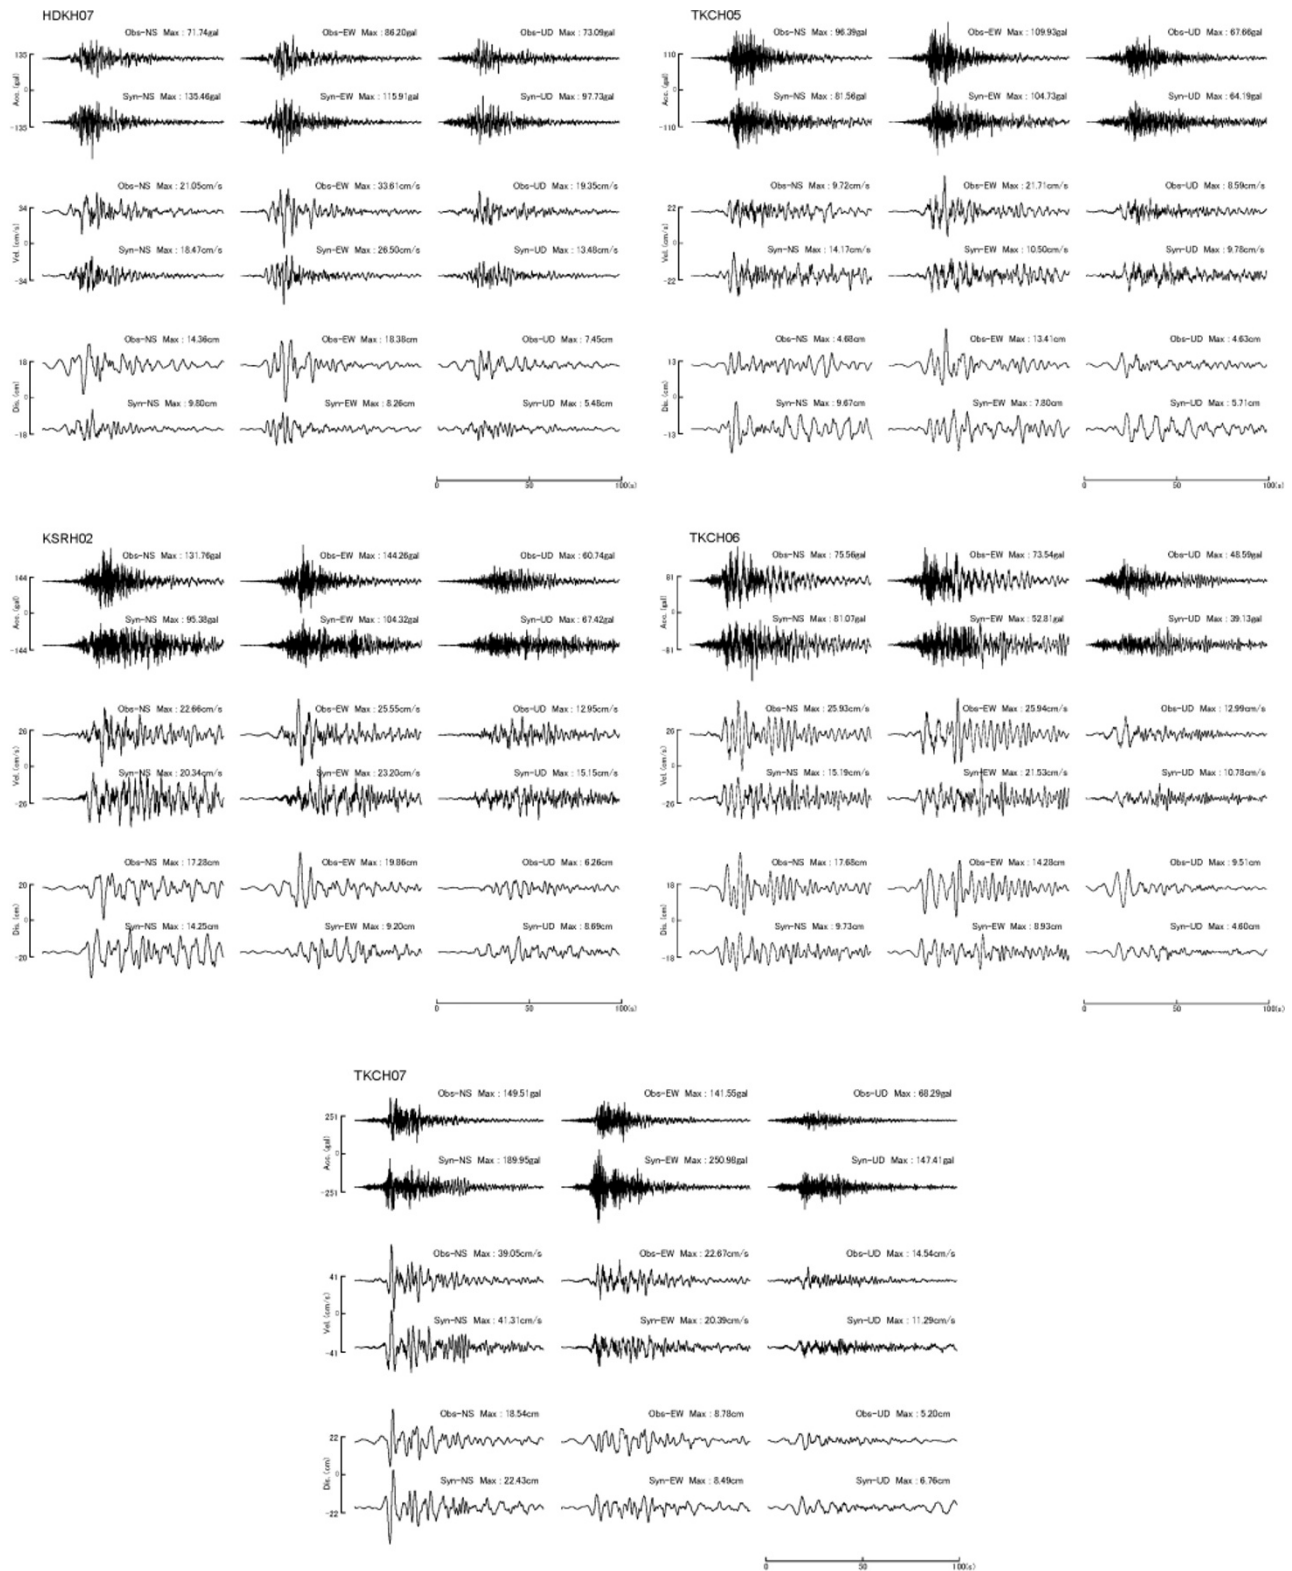 HDKH07
Obs-NS Max : 71.74gal Obs-EW Max : 86.20gal Obs-UD Max : 73.09gal
135
Acc. (gal) 0
Syn-NS Max : 135.46gal Syn-EW Max : 115.91gal Syn-UD Max : 97.73gal
-135
Obs-NS Max : 21.05cm/s Obs-EW Max : 33.61cm/s Obs-UD Max : 19.35cm/s
34
Vel. (cm/s) 0
Syn-NS Max : 18.47cm/s Syn-EW Max : 26.50cm/s Syn-UD Max : 13.48cm/s
-34
Obs-NS Max : 14.36cm Obs-EW Max : 18.38cm Obs-UD Max : 7.45cm
18
Dis. (cm) 0
Syn-NS Max : 9.80cm Syn-EW Max : 8.26cm Syn-UD Max : 5.48cm
-18
0 50 100(s)
TKCH05
Obs-NS Max : 96.39gal Obs-EW Max : 109.93gal Obs-UD Max : 67.66gal
110
Acc. (gal) 0
Syn-NS Max : 81.56gal Syn-EW Max : 104.73gal Syn-UD Max : 64.19gal
-110
Obs-NS Max : 9.72cm/s Obs-EW Max : 21.71cm/s Obs-UD Max : 8.59cm/s
22
Vel. (cm/s) 0
Syn-NS Max : 14.17cm/s Syn-EW Max : 10.50cm/s Syn-UD Max : 9.78cm/s
-22
Obs-NS Max : 4.68cm Obs-EW Max : 13.41cm Obs-UD Max : 4.63cm
13
Dis. (cm) 0
Syn-NS Max : 9.67cm Syn-EW Max : 7.80cm Syn-UD Max : 5.71cm
-13
0 50 100(s)
KSRH02
Obs-NS Max : 131.76gal Obs-EW Max : 144.26gal Obs-UD Max : 60.74gal
144
Acc. (gal) 0
Syn-NS Max : 95.38gal Syn-EW Max : 104.32gal Syn-UD Max : 67.42gal
-144
Obs-NS Max : 22.66cm/s Obs-EW Max : 25.55cm/s Obs-UD Max : 12.95cm/s
26
Vel. (cm/s) 0
Syn-NS Max : 20.34cm/s Syn-EW Max : 23.20cm/s Syn-UD Max : 15.15cm/s
-26
Obs-NS Max : 17.28cm Obs-EW Max : 19.86cm Obs-UD Max : 6.26cm
20
Dis. (cm) 0
Syn-NS Max : 14.25cm Syn-EW Max : 9.20cm Syn-UD Max : 8.69cm
-20
0 50 100(s)
TKCH06
Obs-NS Max : 75.56gal Obs-EW Max : 73.54gal Obs-UD Max : 48.59gal
81
Acc. (gal) 0
Syn-NS Max : 81.07gal Syn-EW Max : 52.81gal Syn-UD Max : 39.13gal
-81
Obs-NS Max : 25.93cm/s Obs-EW Max : 25.94cm/s Obs-UD Max : 12.99cm/s
26
Vel. (cm/s) 0
Syn-NS Max : 15.19cm/s Syn-EW Max : 21.53cm/s Syn-UD Max : 10.78cm/s
-26
Obs-NS Max : 17.68cm Obs-EW Max : 14.28cm Obs-UD Max : 9.51cm
18
Dis. (cm) 0
Syn-NS Max : 9.73cm Syn-EW Max : 8.93cm Syn-UD Max : 4.60cm
-18
0 50 100(s)
TKCH07
Obs-NS Max : 149.51gal Obs-EW Max : 141.55gal Obs-UD Max : 68.29gal
251
Acc. (gal) 0
Syn-NS Max : 189.95gal Syn-EW Max : 250.98gal Syn-UD Max : 147.41gal
-251
Obs-NS Max : 39.05cm/s Obs-EW Max : 22.67cm/s Obs-UD Max : 14.54cm/s
41
Vel. (cm/s) 0
Syn-NS Max : 41.31cm/s Syn-EW Max : 20.39cm/s Syn-UD Max : 11.29cm/s
-41
Obs-NS Max : 18.54cm Obs-EW Max : 8.78cm Obs-UD Max : 5.20cm
22
Dis. (cm) 0
Syn-NS Max : 22.43cm Syn-EW Max : 8.49cm Syn-UD Max : 6.76cm
-22
0 50 100(s)